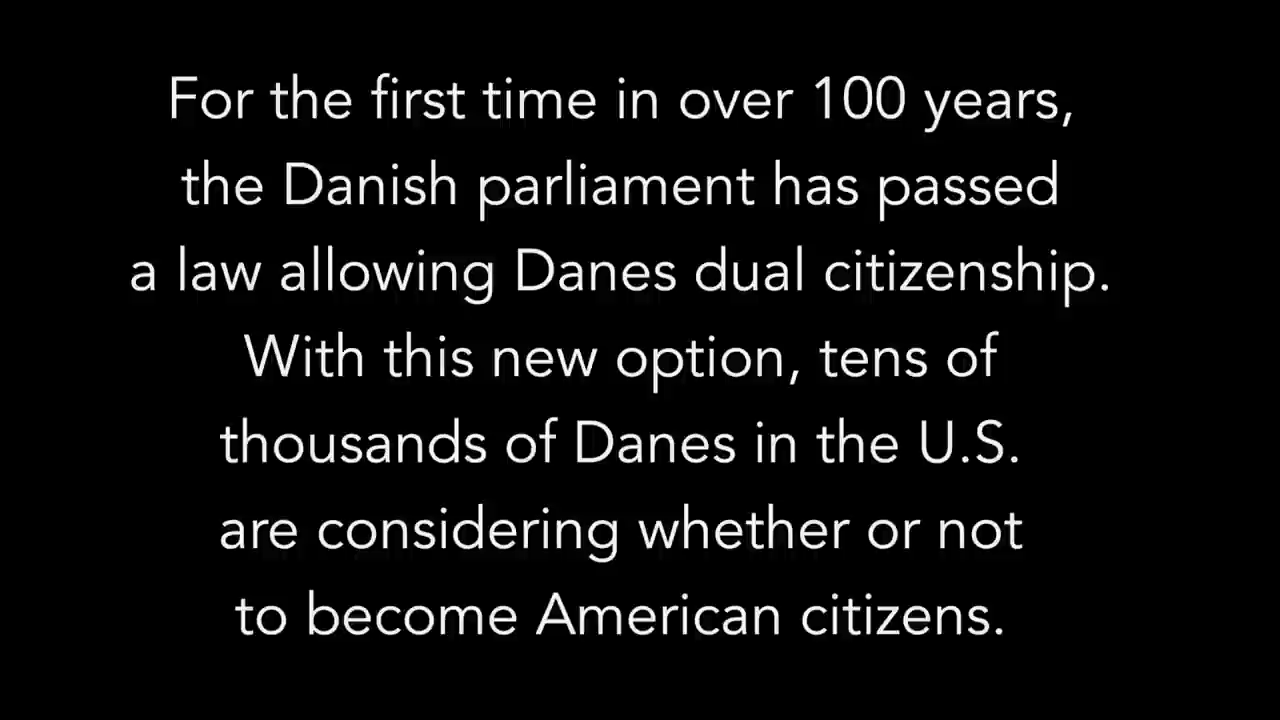 For the first time in over 100 years,
the Danish parliament has passed
a law allowing Danes dual citizenship.
With this new option, tens of
thousands of Danes in the U.S.
are considering whether or not
to become American citizens.